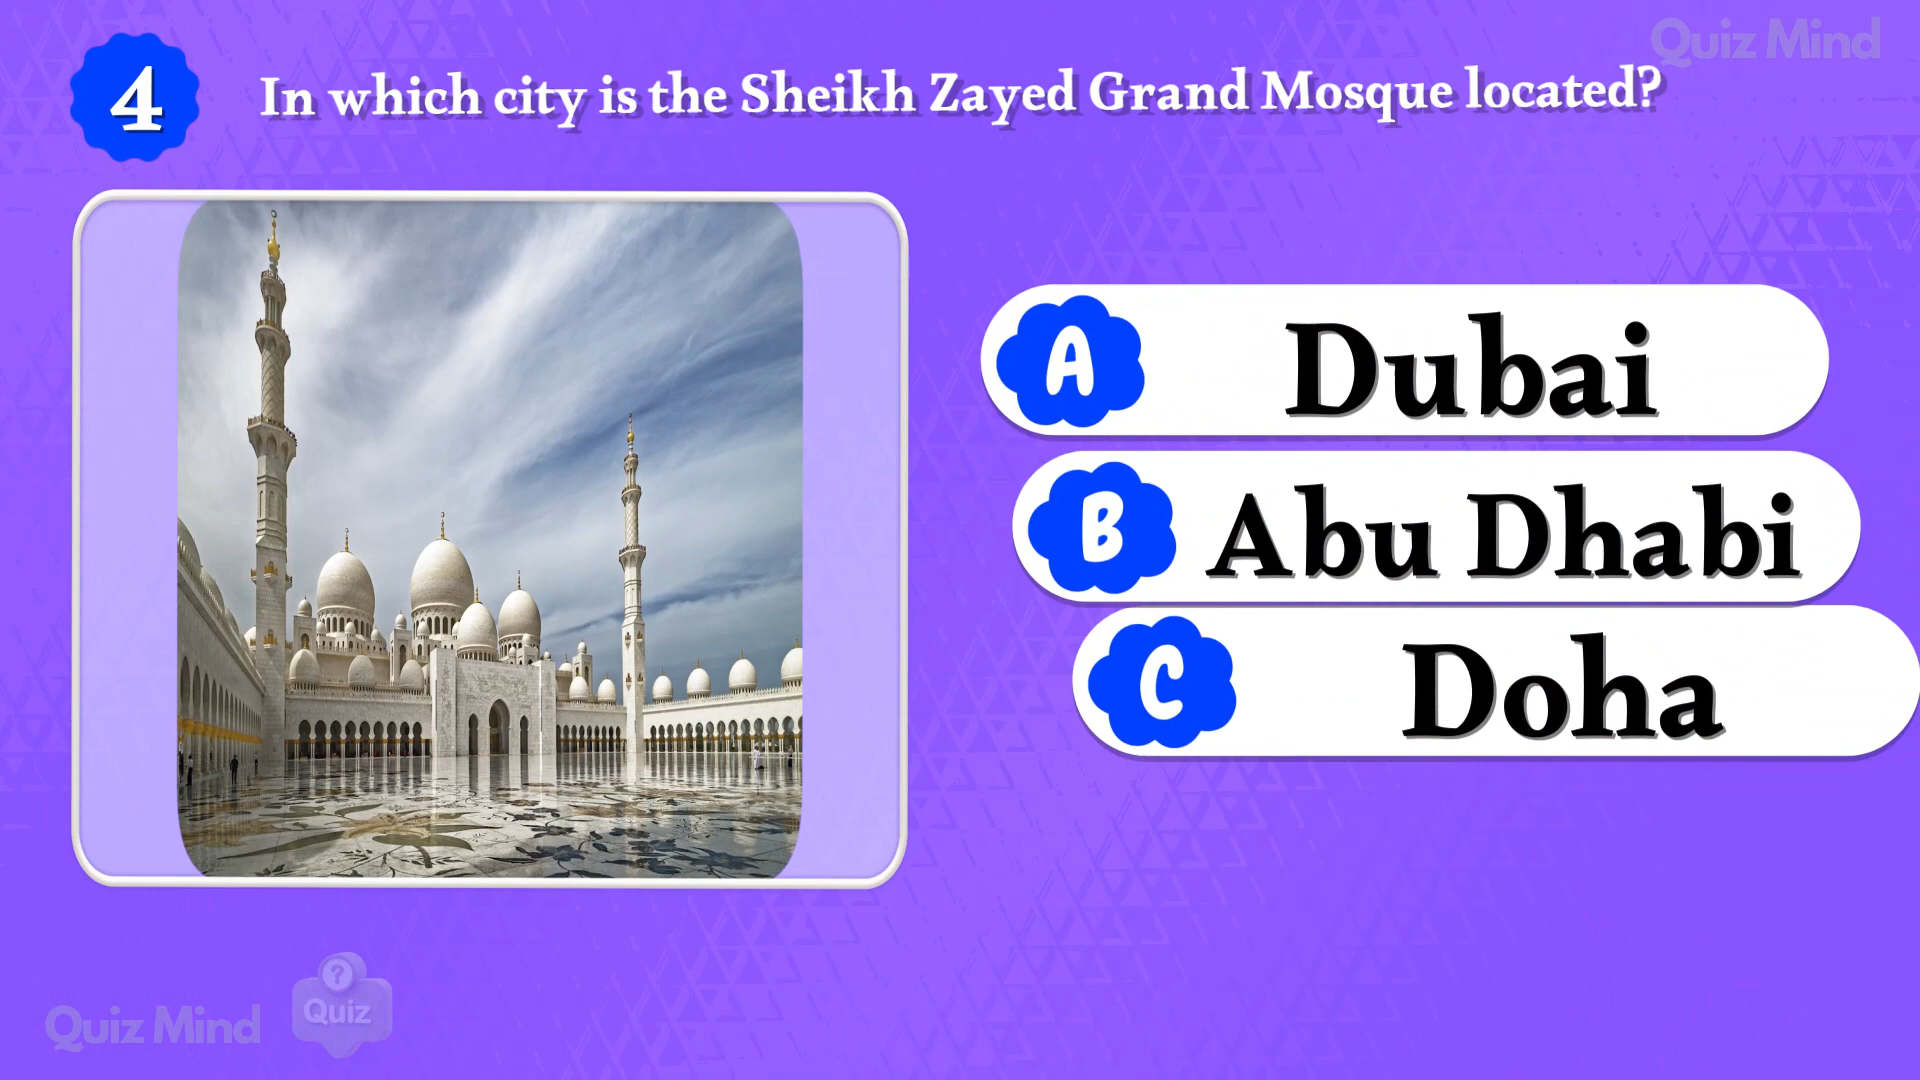 Quiz Mind
4
In which city is the Sheikh Zayed Grand Mosque located?
A Dubai
B Abu Dhabi
C Doha
Quiz Mind
?
Quiz